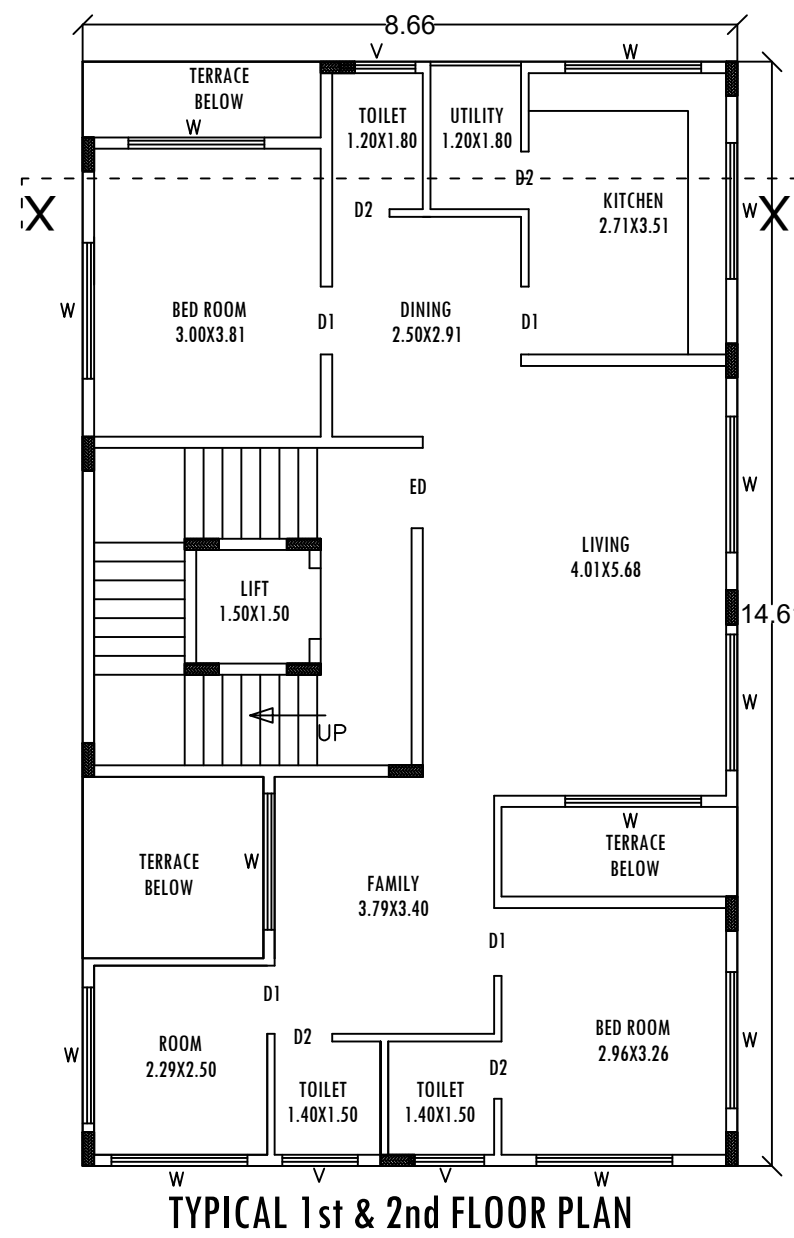 8.66
V
W
TERRACE
BELOW
W
TOILET
1.20X1.80
UTILITY
1.20X1.80
D2
X
KITCHEN
2.71X3.51
W
X
D2
W
BED ROOM
3.00X3.81
D1
DINING
2.50X2.91
D1
ED
W
LIVING
4.01X5.68
LIFT
1.50X1.50
14.6
W
UP
W
TERRACE
BELOW
TERRACE
BELOW
W
FAMILY
3.79X3.40
D1
D1
W
ROOM
2.29X2.50
D2
BED ROOM
2.96X3.26
W
D2
TOILET
1.40X1.50
TOILET
1.40X1.50
W
V
V
W
TYPICAL 1st & 2nd FLOOR PLAN